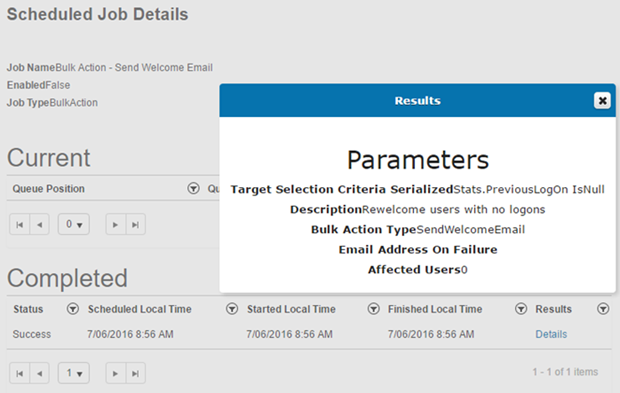 Scheduled Job Details
Job NameBulk Action - Send Welcome Email
EnabledFalse
Job TypeBulkAction
Results
Parameters
Target Selection Criteria SerializedStats.PreviousLogOn IsNull
DescriptionRewelcome users with no logons
Bulk Action TypeSendWelcomeEmail
Email Address On Failure
Affected Users0
Current
Queue Position
0
Completed
Status Scheduled Local Time Started Local Time Finished Local Time Results
Success 7/06/2016 8:56 AM 7/06/2016 8:56 AM 7/06/2016 8:56 AM Details
1 1 - 1 of 1 items